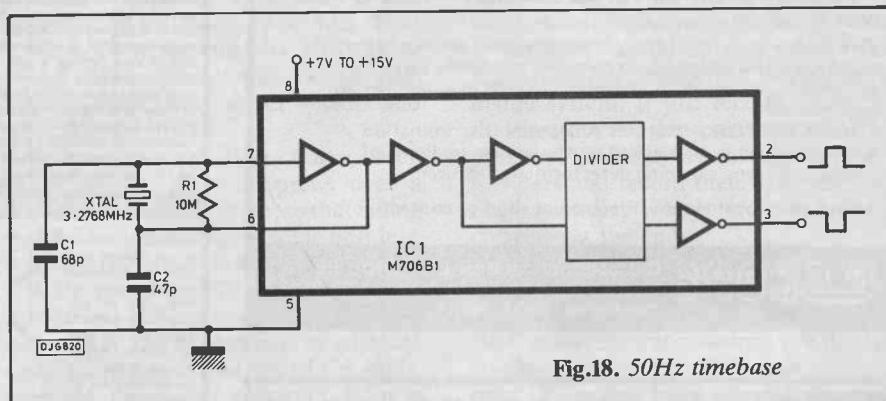 +7V TO +15V
8
7
XTAL
3·2768MHz
R1
10M
6
C1
68p
C2
47p
5
DIVIDER
2
3
IC1
M706B1
DJG820
Fig.18. 50Hz timebase